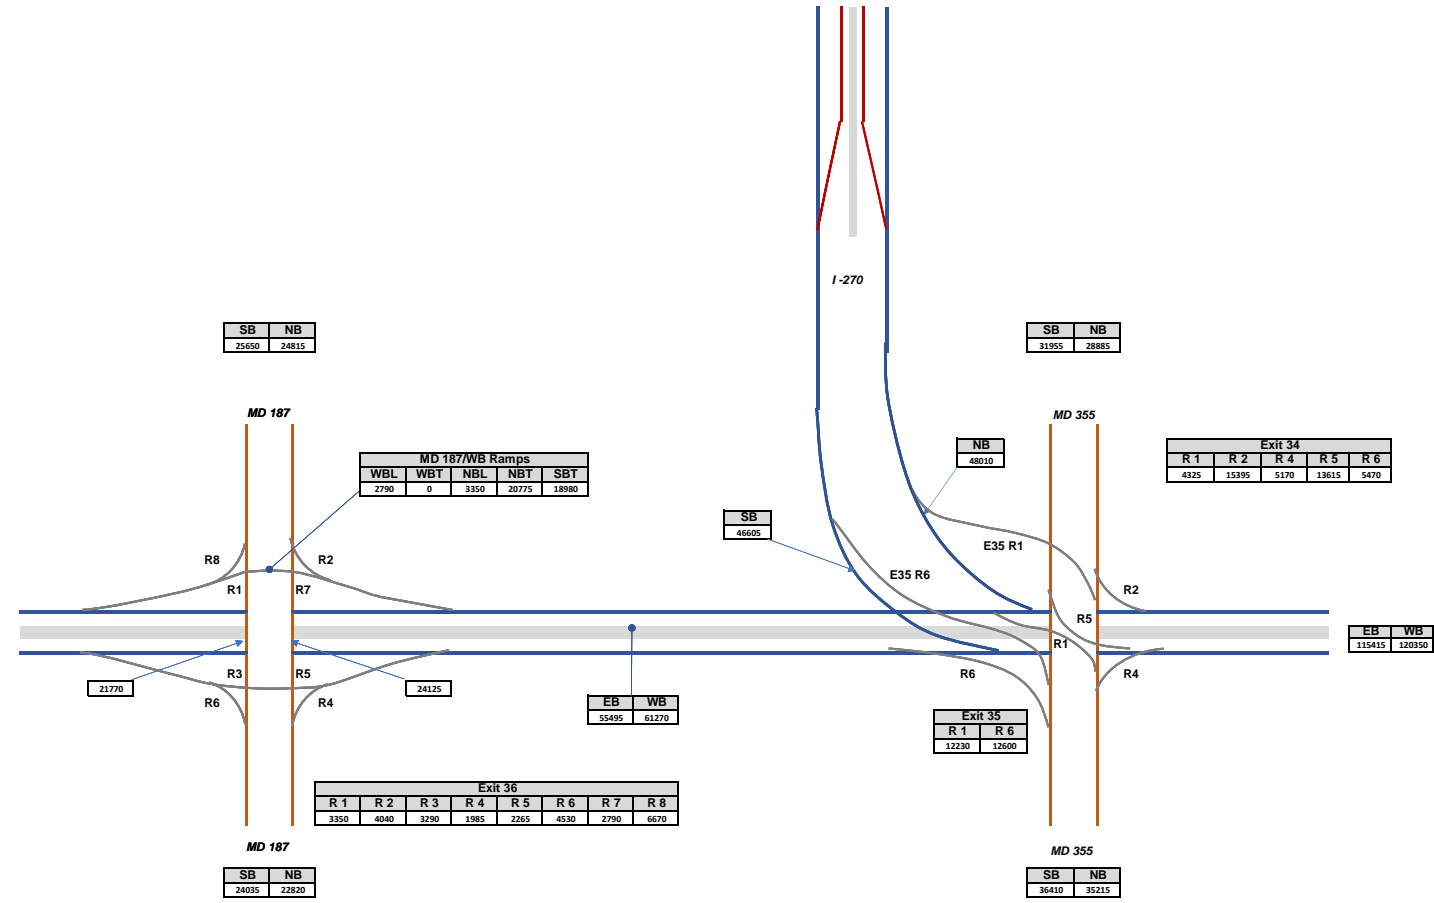 I -270
SB NB
25650 24815
SB NB
31955 28885
MD 187
MD 355
NB
48010
Exit 34
R 1 R 2 R 4 R 5 R 6
4325 15395 5170 13615 5470
MD 187/WB Ramps
WBL WBT NBL NBT SBT
2790 0 3350 20775 18980
SB
46605
E35 R1
R8
R2
R1
R7
E35 R6
R2
R5
EB WB
115415 120350
R1
R3
R5
R6
R4
21770
24125
R6
R4
EB WB
55495 61270
Exit 35
R 1 R 6
12230 12600
Exit 36
R 1 R 2 R 3 R 4 R 5 R 6 R 7 R 8
3350 4040 3290 1985 2265 4530 2790 6670
MD 187
MD 355
SB NB
24035 22820
SB NB
36410 35215